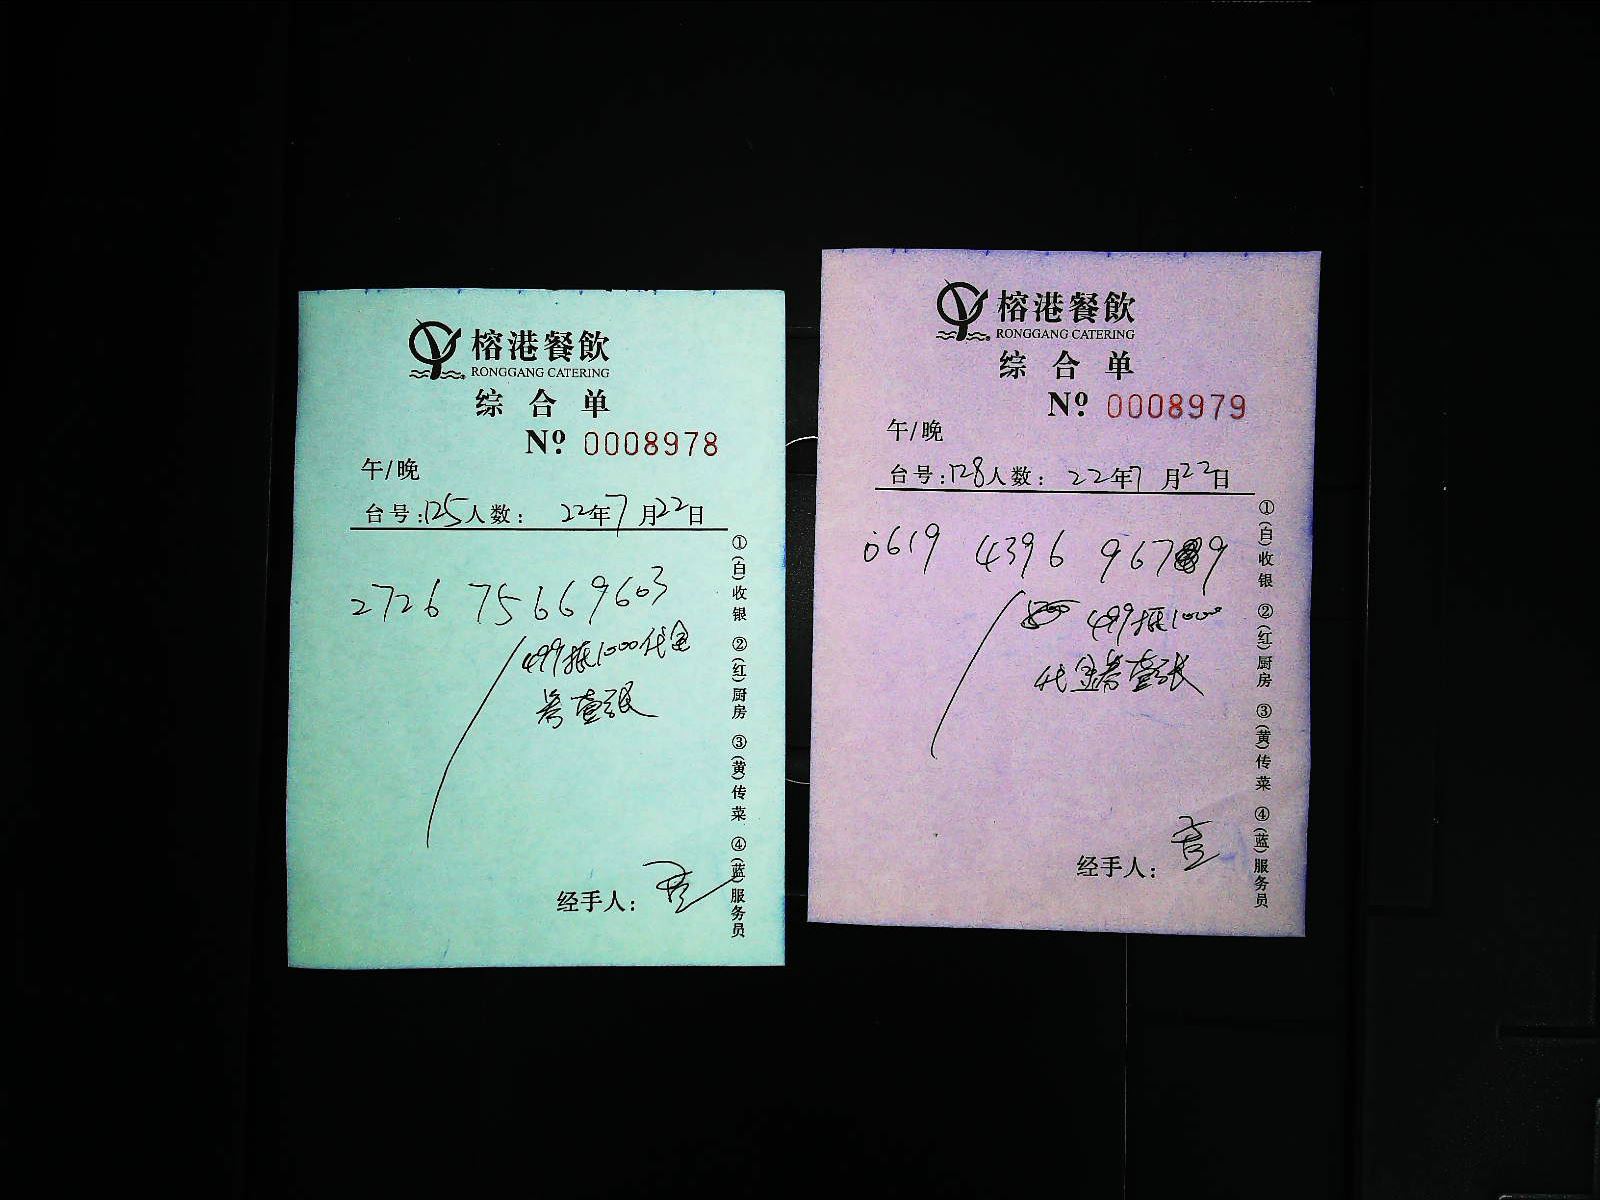 榕港餐飲
RONGGANG CATERING
综合单
Nº 0008978
午/晚
台号:125人数: 22年7月22日
2726 75669603
499抵1000代金
券壹张
经手人:
①(白)收银 ②(红)厨房 ③(黄)传菜 ④(蓝)服务员
榕港餐飲
RONGGANG CATERING
综合单
Nº 0008979
午/晚
台号:128人数: 22年7月22日
0619 4396 9679
499抵1000
代金券壹张
经手人:
①(白)收银 ②(红)厨房 ③(黄)传菜 ④(蓝)服务员